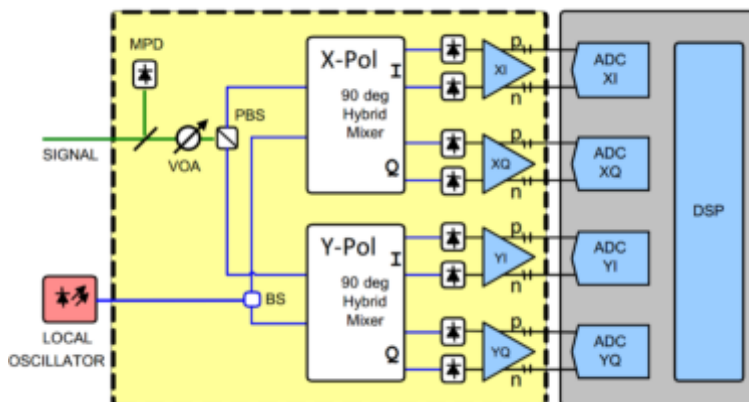 MPD
SIGNAL
VOA
PBS
X-Pol
I
90 deg
Hybrid
Mixer
Q
XI
p
n
ADC
XI
XQ
p
n
ADC
XQ
DSP
LOCAL
OSCILLATOR
BS
Y-Pol
I
90 deg
Hybrid
Mixer
Q
YI
p
n
ADC
YI
YQ
p
n
ADC
YQ